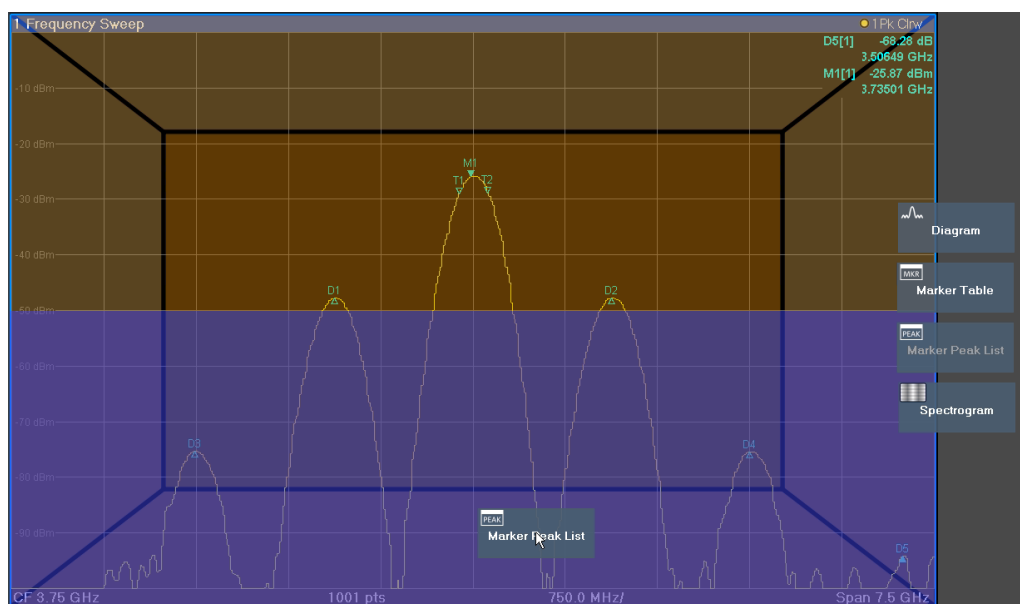 1 Frequency Sweep
1Pk Clrw
D5[1] -68.28 dB
3.50649 GHz
M1[1] -25.87 dBm
3.73501 GHz
-10 dBm
-20 dBm
M1
T1 T2
-30 dBm
-40 dBm
D1 D2
-50 dBm
-60 dBm
-70 dBm
D3 D4
-80 dBm
-90 dBm
D5
CF 3.75 GHz 1001 pts 750.0 MHz/ Span 7.5 GHz
Diagram
MKR
Marker Table
PEAK
Marker Peak List
Spectrogram
PEAK
Marker Peak List